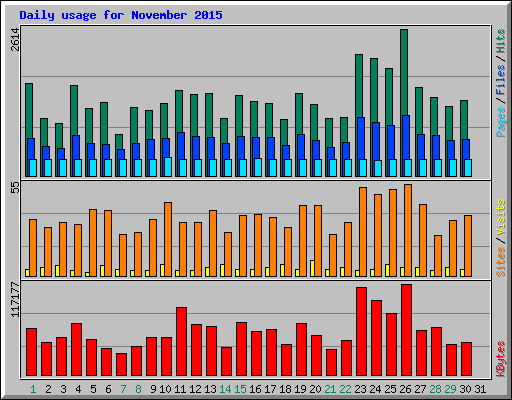 Daily usage for November 2015
2614
Pages / Files / Hits
55
Sites / Visits
117177
KBytes
1 2 3 4 5 6 7 8 9 10 11 12 13 14 15 16 17 18 19 20 21 22 23 24 25 26 27 28 29 30 31